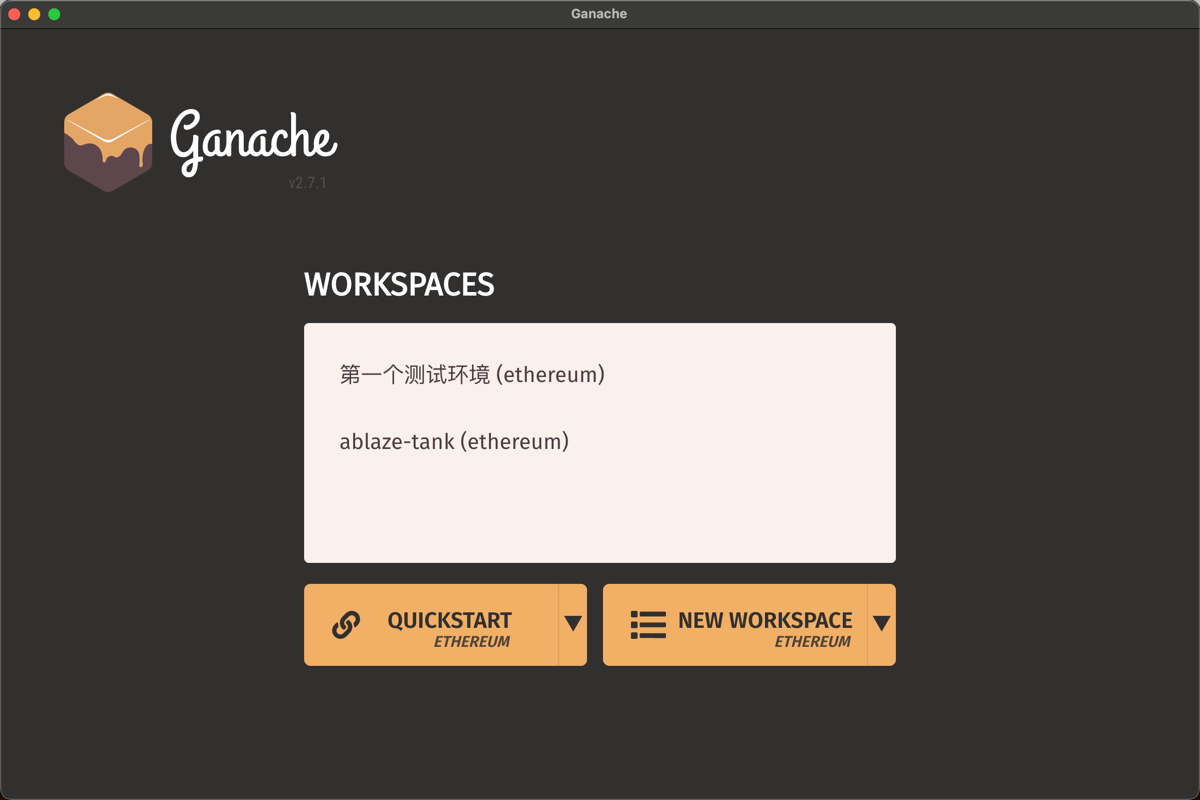 Ganache
Ganache
v2.7.1
WORKSPACES
第一个测试环境 (ethereum)
ablaze-tank (ethereum)
QUICKSTART
ETHEREUM
NEW WORKSPACE
ETHEREUM